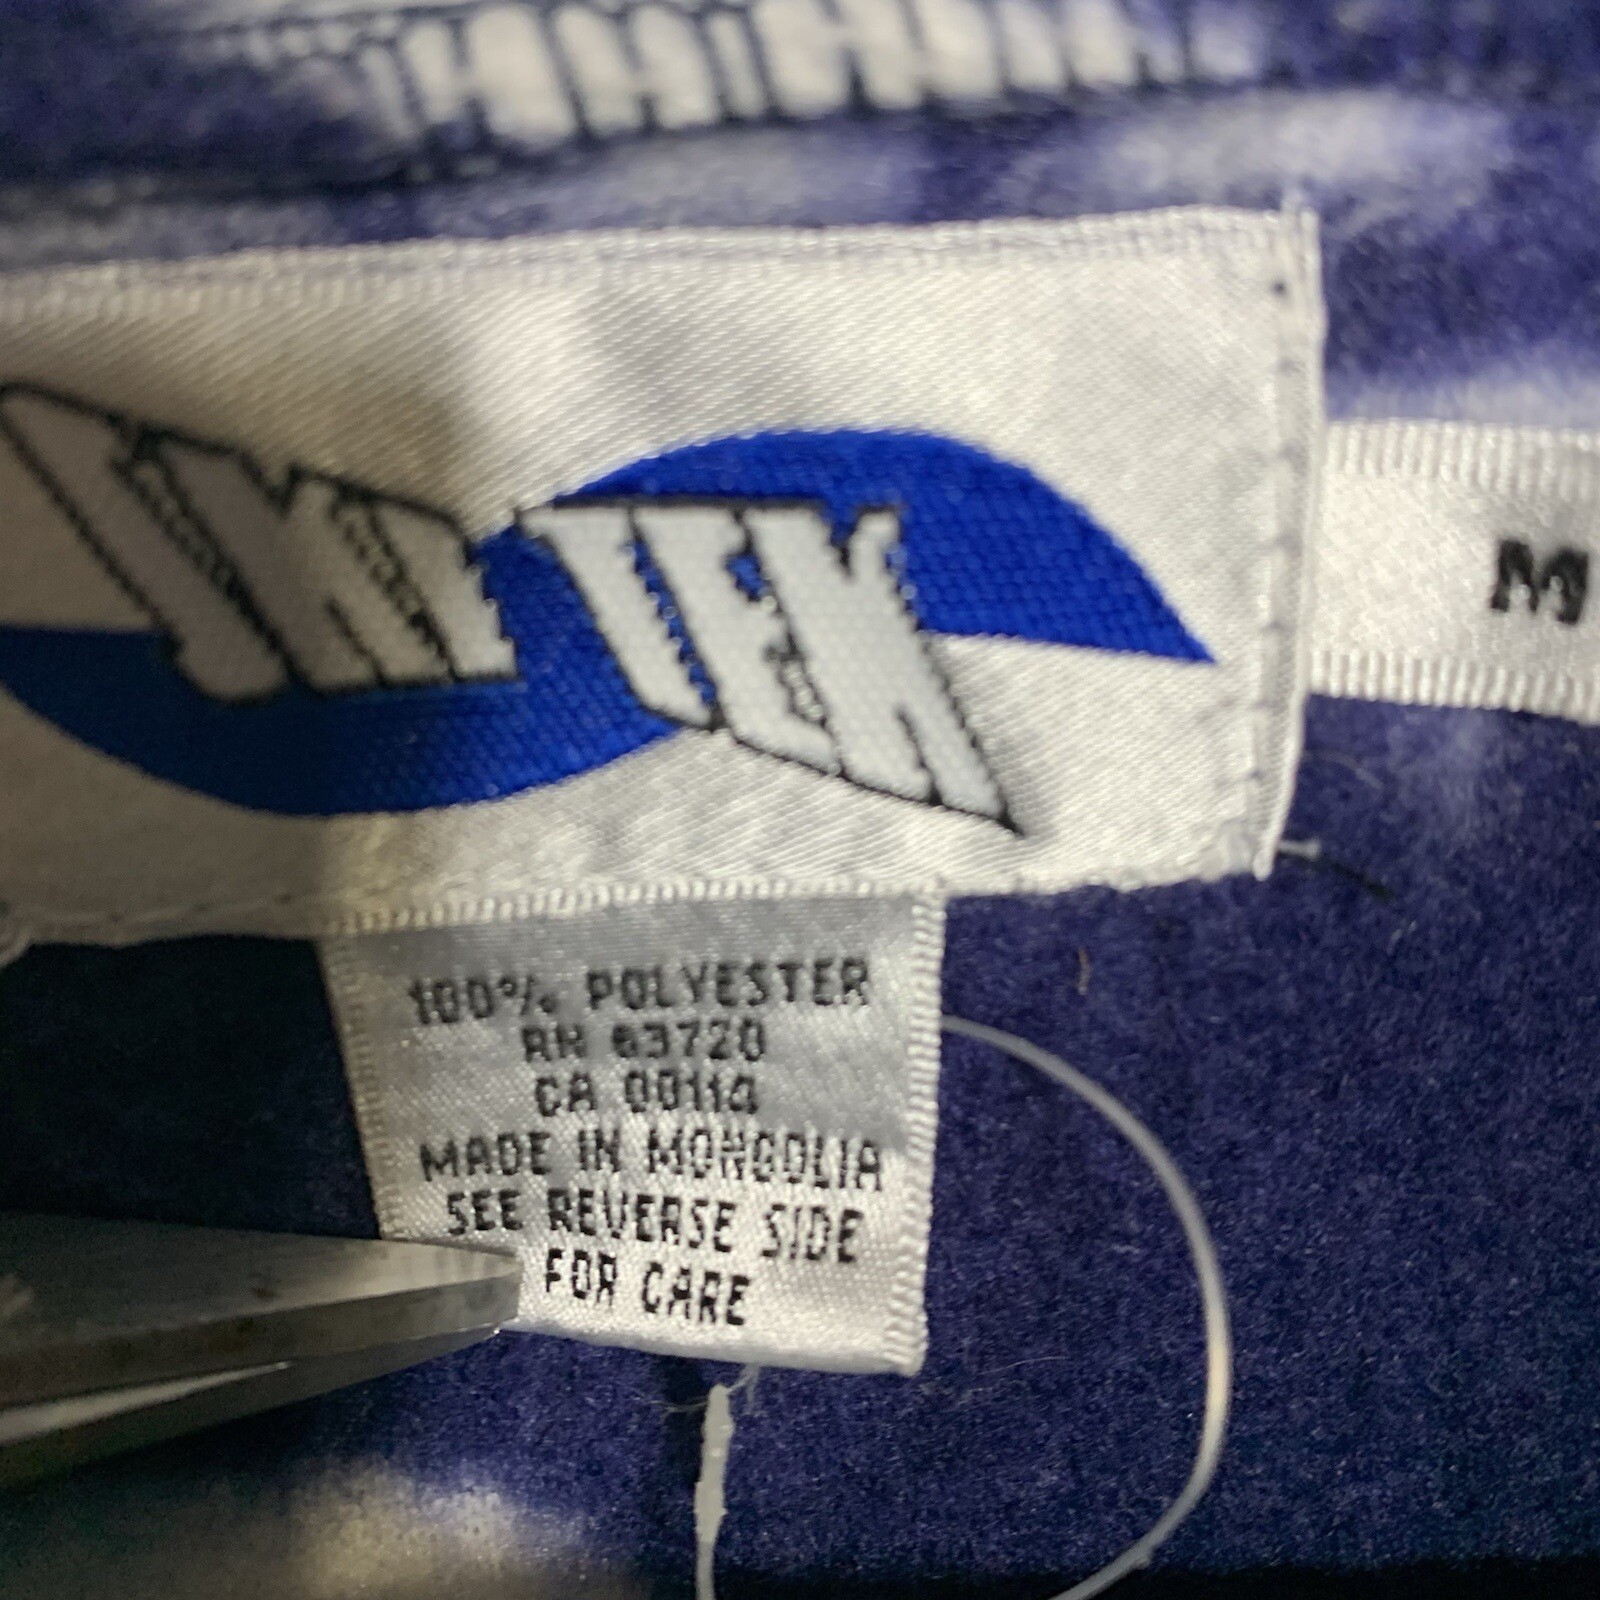 M
100% POLYESTER
RN 63720
CA 00114
MADE IN MONGOLIA
SEE REVERSE SIDE
FOR CARE